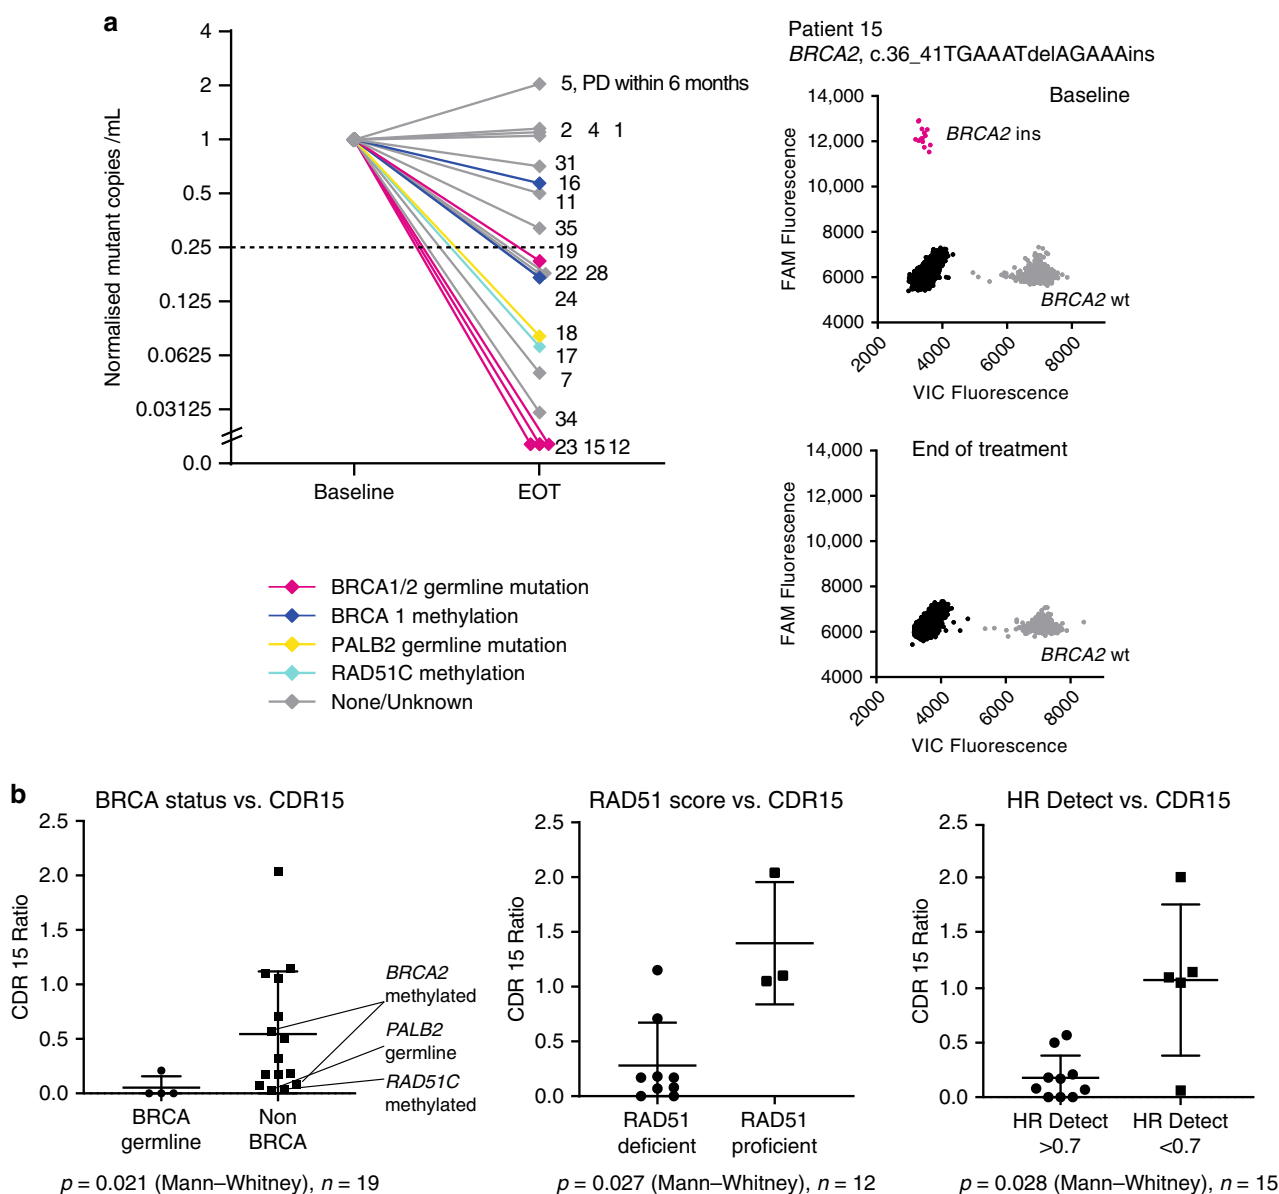 a
Normalised mutant copies /mL
4
2
1
0.5
0.25
0.125
0.0625
0.03125
0.0
Baseline
EOT
5, PD within 6 months
2 4 1
31
16
11
35
19
22 28
24
18
17
7
34
23 15 12
BRCA1/2 germline mutation
BRCA 1 methylation
PALB2 germline mutation
RAD51C methylation
None/Unknown
Patient 15
BRCA2, c.36_41TGAAATdelAGAAAins
Baseline
FAM Fluorescence
14,000
12,000
10,000
8000
6000
4000
BRCA2 ins
BRCA2 wt
2000
4000
6000
8000
VIC Fluorescence
End of treatment
FAM Fluorescence
14,000
12,000
10,000
8000
6000
4000
BRCA2 wt
2000
4000
6000
8000
VIC Fluorescence
b
BRCA status vs. CDR15
CDR 15 Ratio
2.5
2.0
1.5
1.0
0.5
0.0
BRCA2
methylated
PALB2
germline
RAD51C
methylated
BRCA
germline
Non
BRCA
p = 0.021 (Mann–Whitney), n = 19
RAD51 score vs. CDR15
CDR 15 Ratio
2.5
2.0
1.5
1.0
0.5
0.0
RAD51
deficient
RAD51
proficient
p = 0.027 (Mann–Whitney), n = 12
HR Detect vs. CDR15
CDR 15 Ratio
2.5
2.0
1.5
1.0
0.5
0.0
HR Detect
>0.7
HR Detect
<0.7
p = 0.028 (Mann–Whitney), n = 15